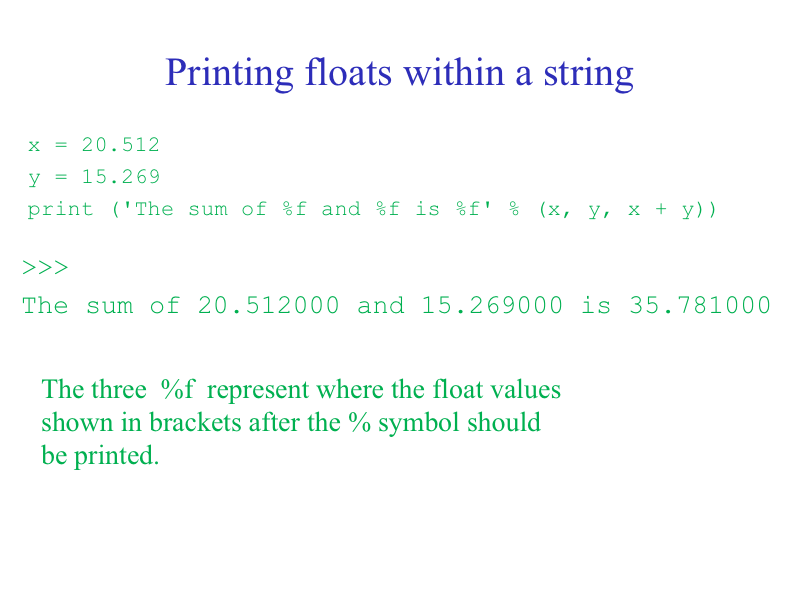 Printing floats within a string
x = 20.512
y = 15.269
print ('The sum of %f and %f is %f' % (x, y, x + y))
>>>
The sum of 20.512000 and 15.269000 is 35.781000
The three  %f  represent where the float values
shown in brackets after the % symbol should
be printed.